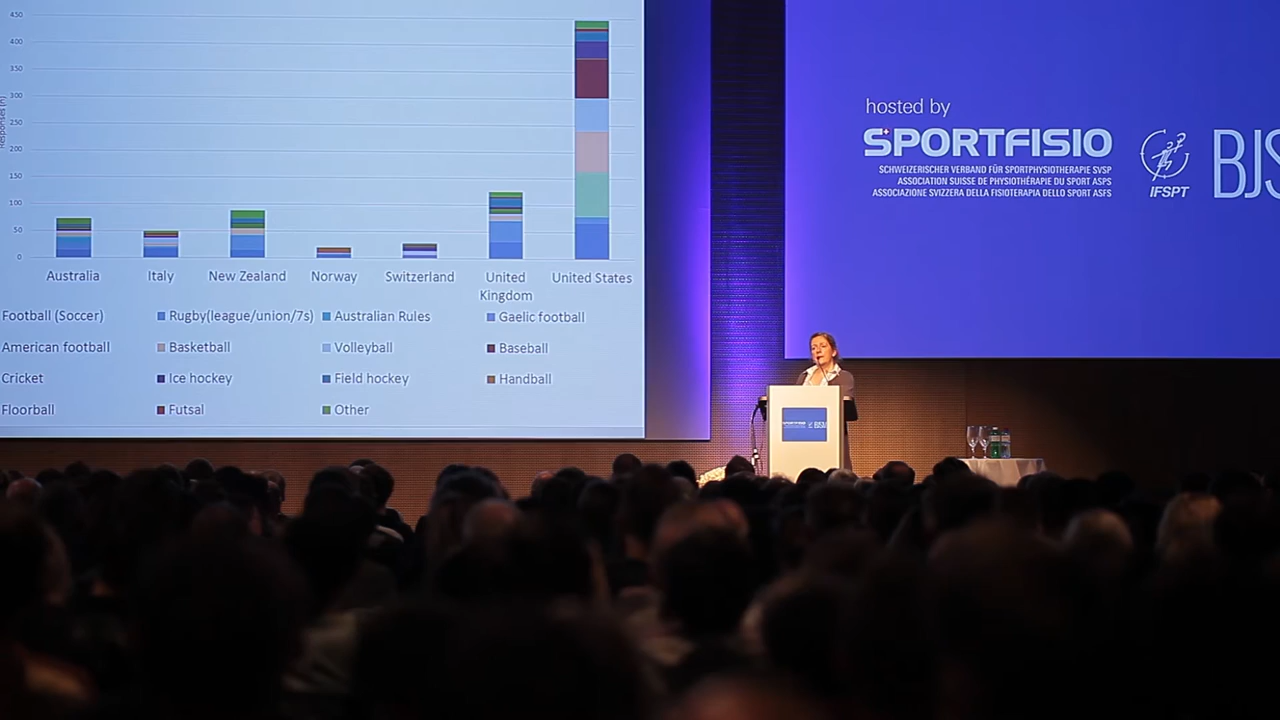 450
400
350
300
250
200
150
100
50
0
Responses [n]
Australia
Italy
New Zealand
Norway
Switzerland
United
Kingdom
United States
Football (Soccer)
Rugby(league/union/7s)
Australian Rules
Gaelic football
American football
Basketball
Volleyball
Baseball
Cricket
Ice hockey
Field hockey
Handball
Floorball
Futsal
Other
hosted by
SPORTFISIO
SCHWEIZERISCHER VERBAND FÜR SPORTPHYSIOTHERAPIE SVSP
ASSOCIATION SUISSE DE PHYSIOTHÉRAPIE DU SPORT ASPS
ASSOCIAZIONE SVIZZERA DELLA FISIOTERAPIA DELLO SPORT ASFS
IFSPT
BJS
SPORTFISIO